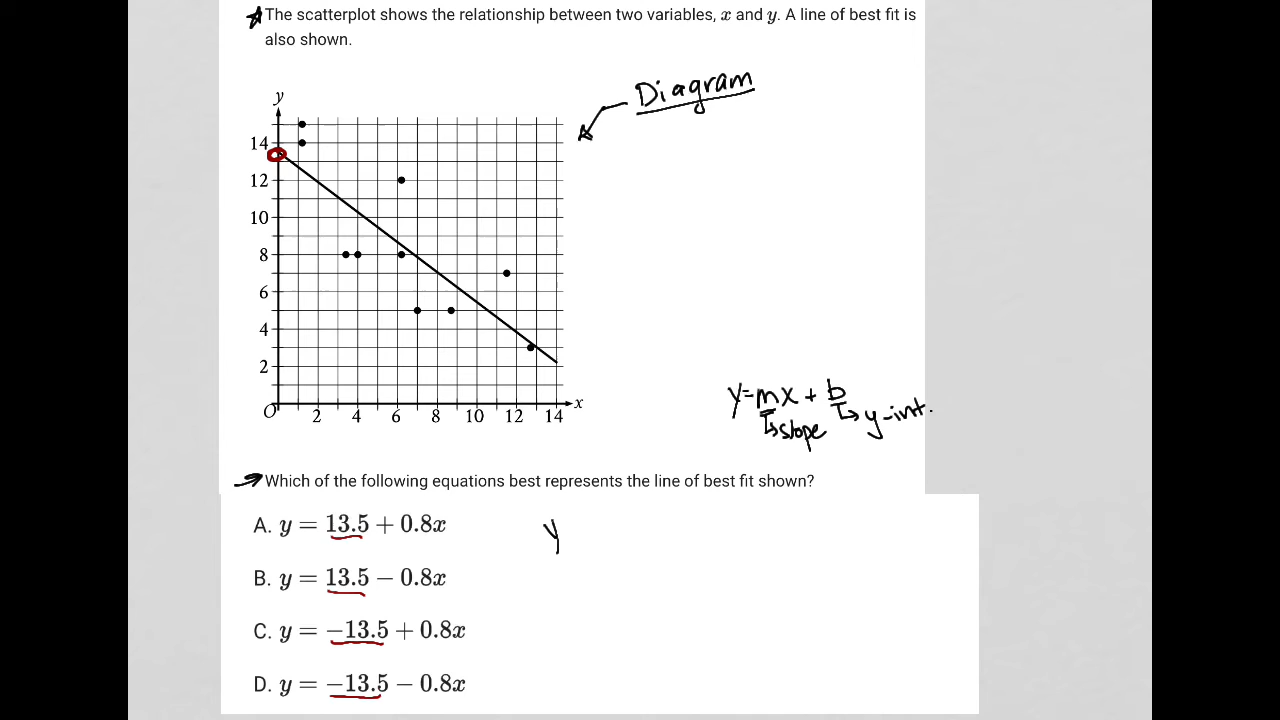 The scatterplot shows the relationship between two variables, x and y. A line of best fit is
also shown.
Diagram
y
14
12
10
8
6
4
2
O
2 4 6 8 10 12 14 x
y=mx + b
↳slope
↳ y-int.
Which of the following equations best represents the line of best fit shown?
A. y = 13.5 + 0.8x
y
B. y = 13.5 − 0.8x
C. y = −13.5 + 0.8x
D. y = −13.5 − 0.8x